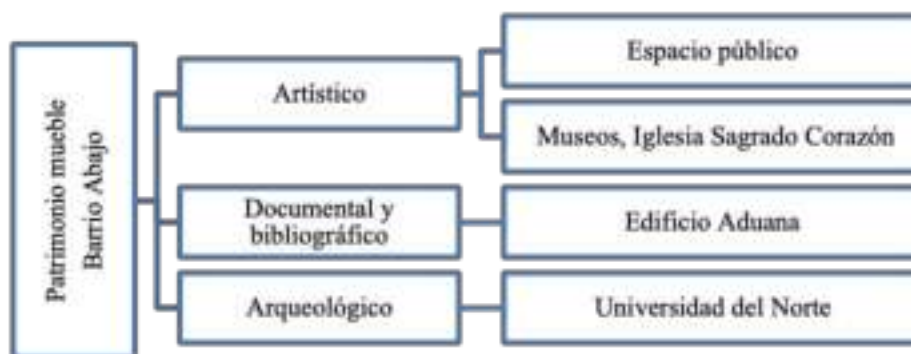 Patrimonio mueble
Barrio Abajo
Artístico
Espacio público
Museos, Iglesia Sagrado Corazón
Documental y
bibliográfico
Edificio Aduana
Arqueológico
Universidad del Norte